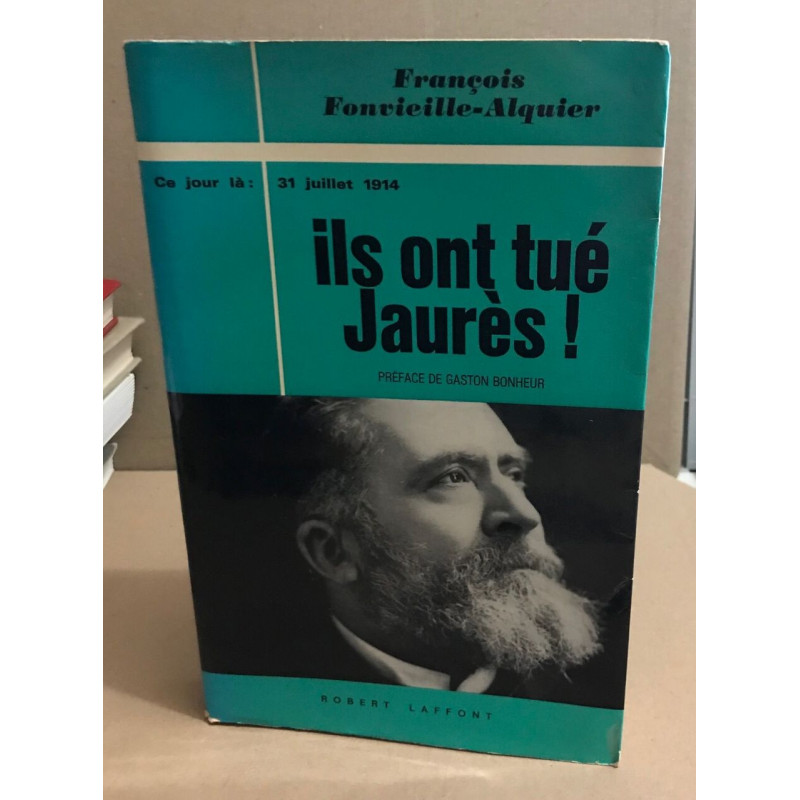 François
Fonvieille-Alquier
Ce jour là : 31 juillet 1914
ils ont tué
Jaurès !
PRÉFACE DE GASTON BONHEUR
ROBERT LAFFONT